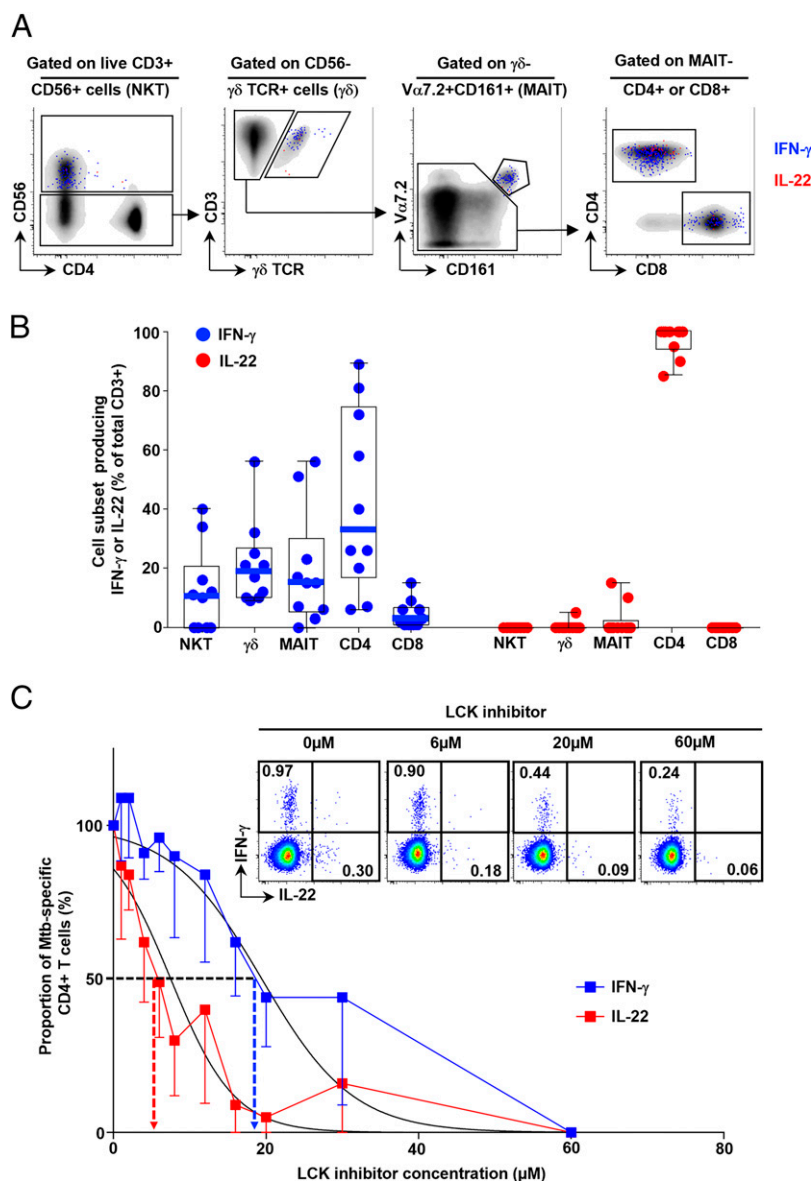 A
Gated on live CD3+
CD56+ cells (NKT)
Gated on CD56-
γδ TCR+ cells (γδ)
Gated on γδ-
Vα7.2+CD161+ (MAIT)
Gated on MAIT-
CD4+ or CD8+
IFN-γ
IL-22
CD56
CD4
CD3
γδ TCR
Vα7.2
CD161
CD4
CD8
B
IFN-γ
IL-22
Cell subset producing
IFN-γ or IL-22 (% of total CD3+)
100
80
60
40
20
0
NKT γδ MAIT CD4 CD8 NKT γδ MAIT CD4 CD8
C
LCK inhibitor
0μM 6μM 20μM 60μM
0.97 0.90 0.44 0.24
0.30 0.18 0.09 0.06
IFN-γ
IL-22
Proportion of Mtb-specific
CD4+ T cells (%)
100
50
0
IFN-γ
IL-22
0 20 40 60 80
LCK inhibitor concentration (μM)